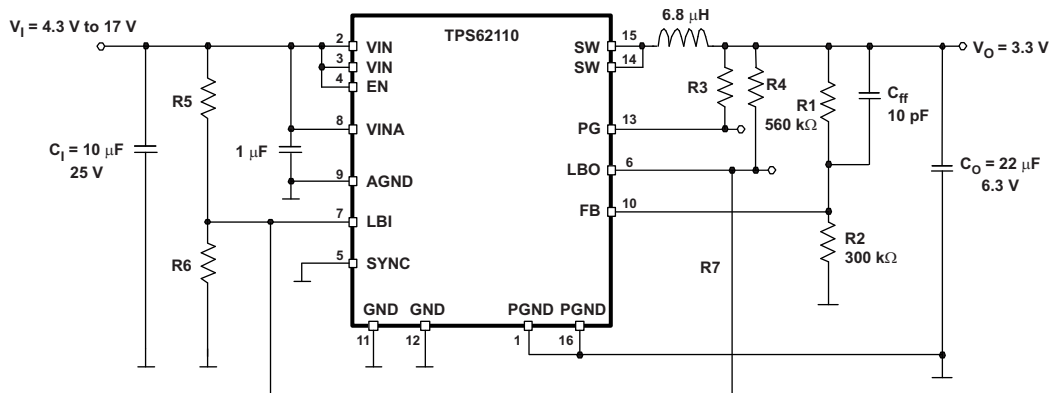 6.8 μH
V_I = 4.3 V to 17 V
TPS62110
2
VIN
SW
15
V_O = 3.3 V
3
VIN
SW
14
4
EN
R5
R3
R4
R1
560 kΩ
C_ff
10 pF
8
VINA
PG
13
C_I = 10 μF
25 V
1 μF
9
AGND
LBO
6
C_O = 22 μF
6.3 V
7
LBI
FB
10
R6
5
SYNC
R7
R2
300 kΩ
GND
GND
PGND
PGND
11
12
1
16